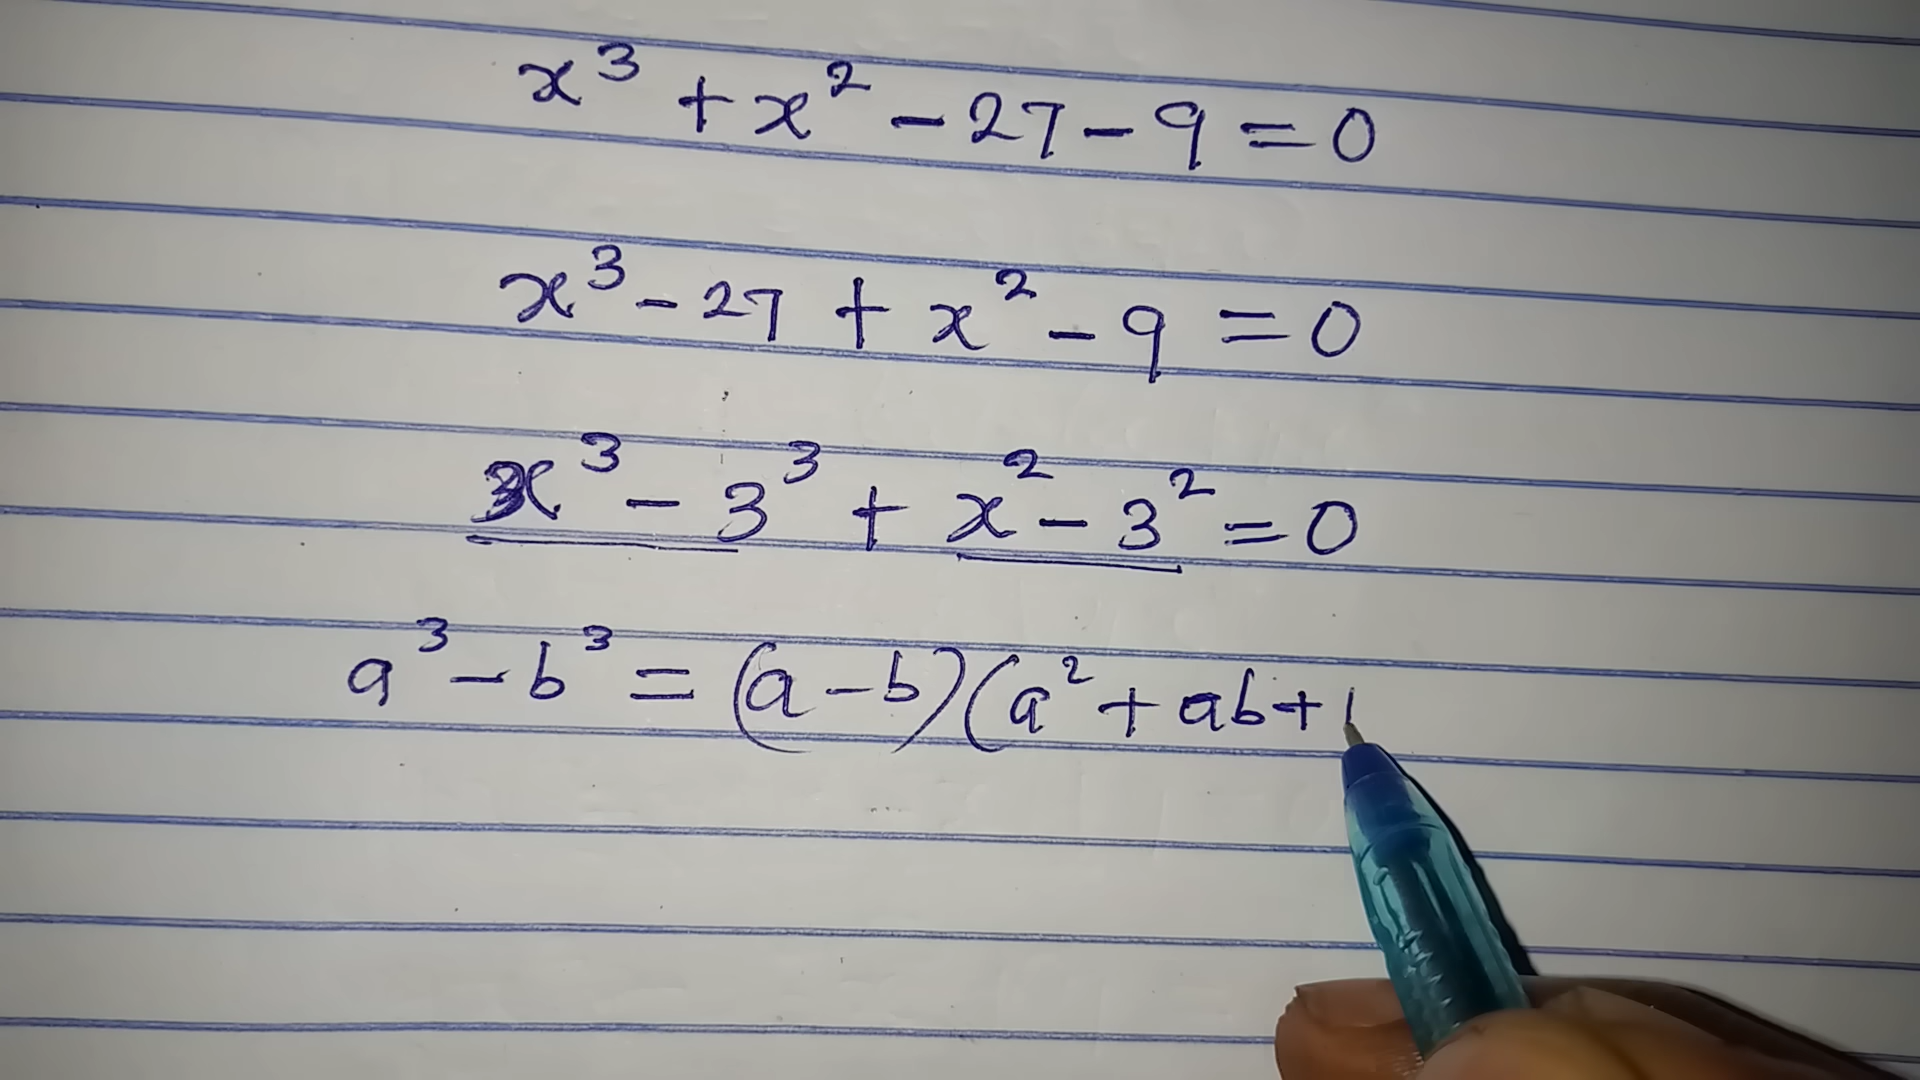 x³ + x² - 27 - 9 = 0
x³ - 27 + x² - 9 = 0
x³ - 3³ + x² - 3² = 0
a³ - b³ = (a - b)(a² + ab +